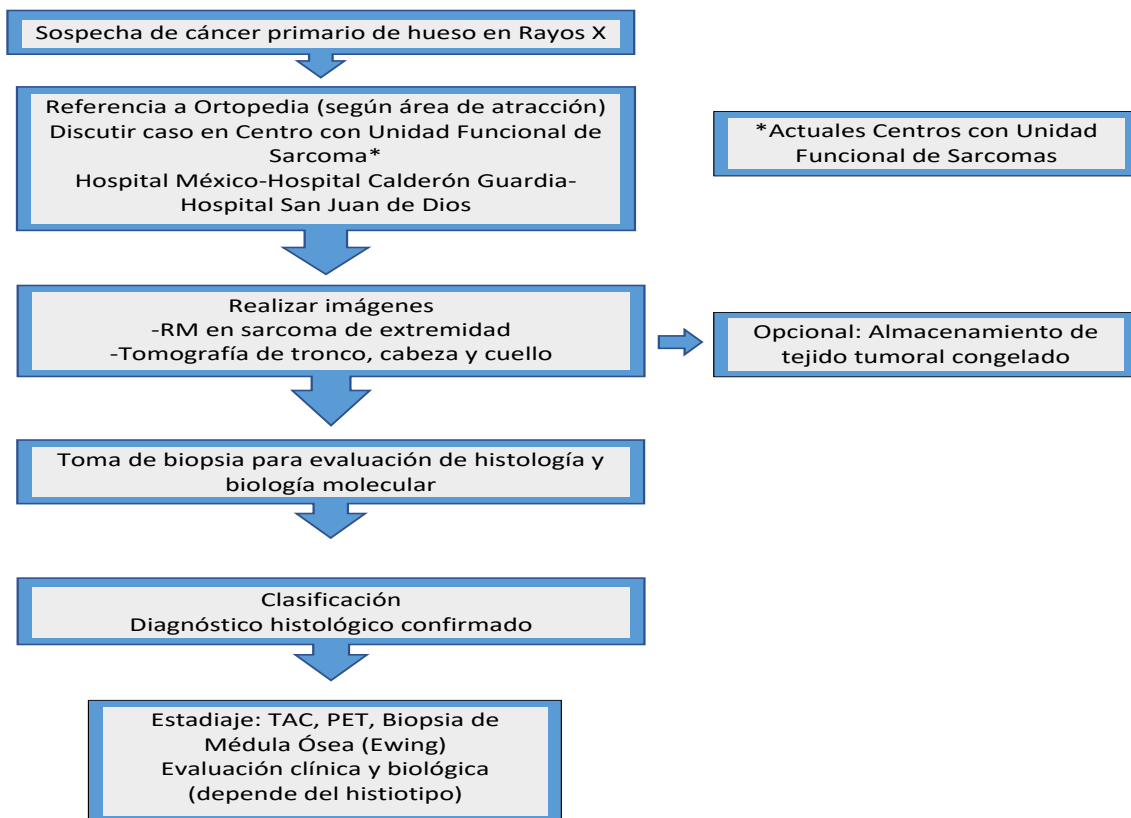 Sospecha de cáncer primario de hueso en Rayos X
Referencia a Ortopedia (según área de atracción)
Discutir caso en Centro con Unidad Funcional de
Sarcoma*
Hospital México-Hospital Calderón Guardia-
Hospital San Juan de Dios
*Actuales Centros con Unidad
Funcional de Sarcomas
Realizar imágenes
-RM en sarcoma de extremidad
-Tomografía de tronco, cabeza y cuello
Opcional: Almacenamiento de
tejido tumoral congelado
Toma de biopsia para evaluación de histología y
biología molecular
Clasificación
Diagnóstico histológico confirmado
Estadiaje: TAC, PET, Biopsia de
Médula Ósea (Ewing)
Evaluación clínica y biológica
(depende del histiotipo)